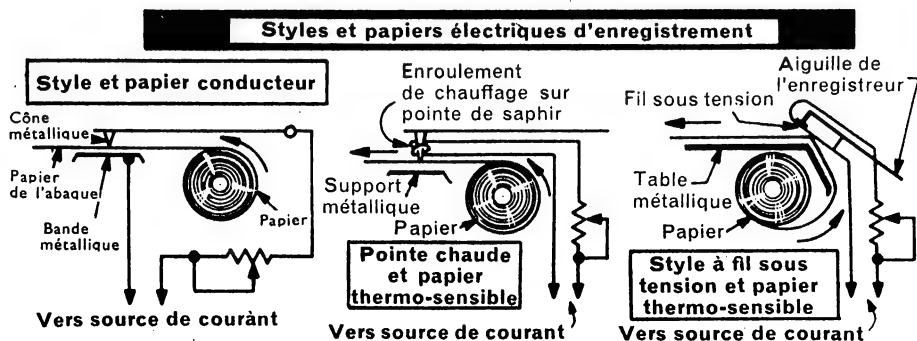 Styles et papiers électriques d'enregistrement
Style et papier conducteur
Cône
métallique
Papier
de l'abaque
Bande
métallique
Papier
Vers source de courànt
Enroulement
de chauffage sur
pointe de saphir
Support
métallique
Papier
Pointe chaude
et papier
thermo-sensible
Vers source de courant
Aiguille de
l'enregistreur
Fil sous tension
Table
métallique
Papier
Style à fil sous
tension et papier
thermo-sensible
Vers source de courant